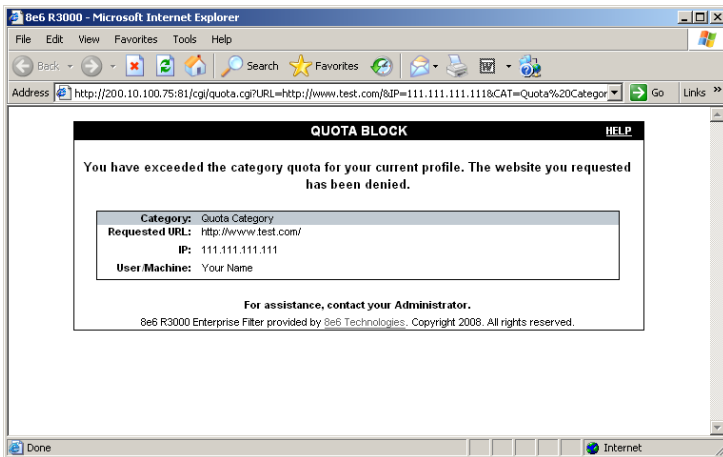 8e6 R3000 - Microsoft Internet Explorer
File Edit View Favorites Tools Help
Back Search Favorites
Address http://200.10.100.75:81/cgi/quota.cgi?URL=http://www.test.com/&IP=111.111.111.111&CAT=Quota%20Categor Go Links »
QUOTA BLOCK HELP
You have exceeded the category quota for your current profile. The website you requested
has been denied.
Category: Quota Category
Requested URL: http://www.test.com/
IP: 111.111.111.111
User/Machine: Your Name
For assistance, contact your Administrator.
8e6 R3000 Enterprise Filter provided by 8e6 Technologies. Copyright 2008. All rights reserved.
Done Internet